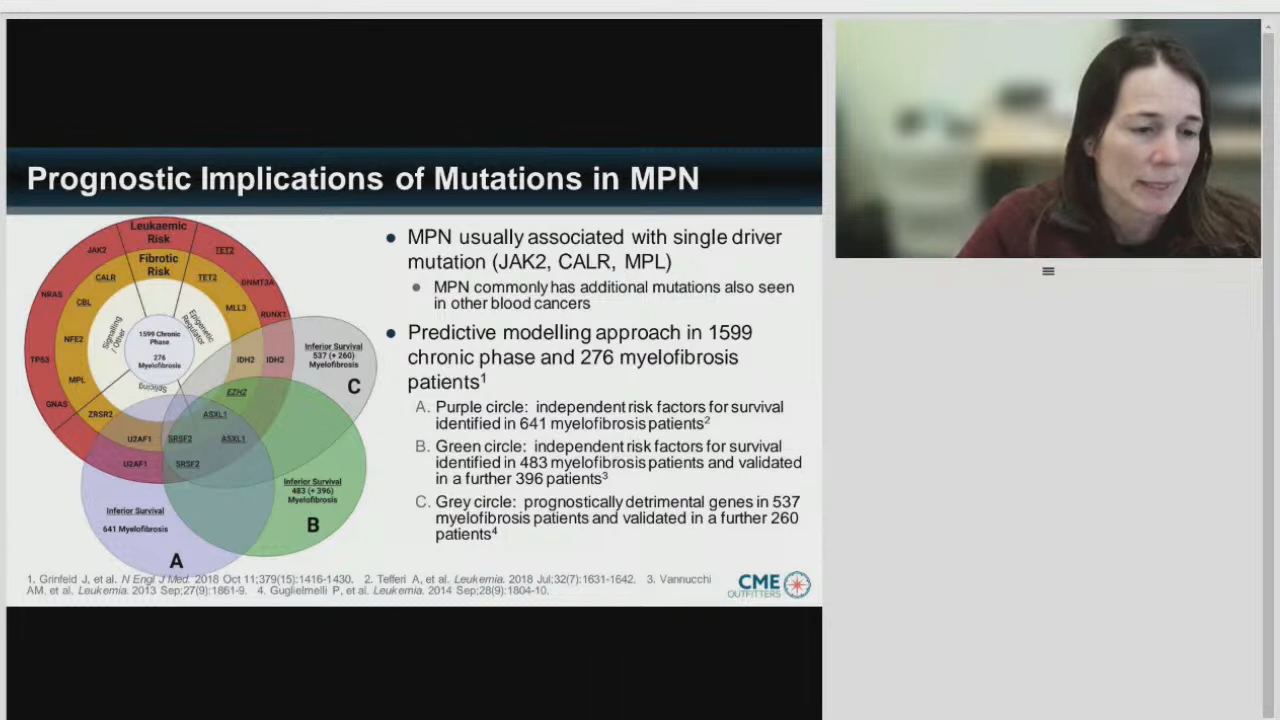 Prognostic Implications of Mutations in MPN
Leukaemic
Risk
Fibrotic
Risk
JAK2
TET2
CALR
TET2
NRAS
CBL
DNMT3A
MLL3
RUNX1
Signalling
/ Other
Epigenetic
Regulator
1599 Chronic
Phase
276
Myelofibrosis
Splicing
NFE2
TP53
MPL
GNAS
ZRSR2
IDH2
IDH2
EZH2
ASXL1
U2AF1
SRSF2
ASXL1
U2AF1
SRSF2
Inferior Survival
537 (+ 260)
Myelofibrosis
C
Inferior Survival
483 (+ 396)
Myelofibrosis
B
Inferior Survival
641 Myelofibrosis
A
● MPN usually associated with single driver
mutation (JAK2, CALR, MPL)
● MPN commonly has additional mutations also seen
in other blood cancers
● Predictive modelling approach in 1599
chronic phase and 276 myelofibrosis
patients1
A. Purple circle: independent risk factors for survival
identified in 641 myelofibrosis patients2
B. Green circle: independent risk factors for survival
identified in 483 myelofibrosis patients and validated
in a further 396 patients3
C. Grey circle: prognostically detrimental genes in 537
myelofibrosis patients and validated in a further 260
patients4
1. Grinfeld J, et al. N Engl J Med. 2018 Oct 11;379(15):1416-1430. 2. Tefferi A, et al. Leukemia. 2018 Jul;32(7):1631-1642. 3. Vannucchi
AM, et al. Leukemia. 2013 Sep;27(9):1861-9. 4. Guglielmelli P, et al. Leukemia. 2014 Sep;28(9):1804-10.
CME
OUTFITTERS